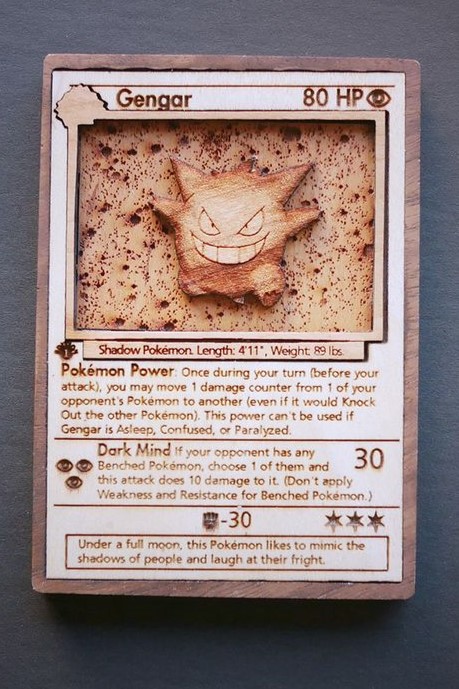 Gengar 80 HP
Shadow Pokémon. Length: 4'11", Weight: 89 lbs.
1
Pokémon Power: Once during your turn (before your
attack), you may move 1 damage counter from 1 of your
opponent's Pokémon to another (even if it would Knock
Out the other Pokémon). This power can't be used if
Gengar is Asleep, Confused, or Paralyzed.
Dark Mind If your opponent has any
Benched Pokémon, choose 1 of them and
this attack does 10 damage to it. (Don't apply
Weakness and Resistance for Benched Pokémon.)
30
-30
Under a full moon, this Pokémon likes to mimic the
shadows of people and laugh at their fright.